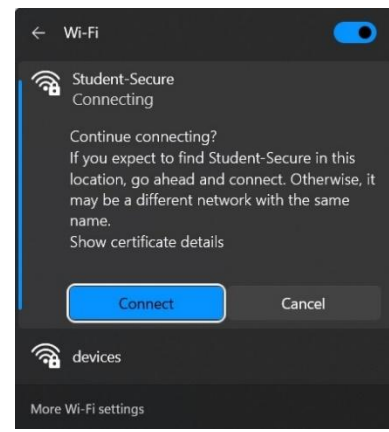 Wi-Fi
Student-Secure
Connecting
Continue connecting?
If you expect to find Student-Secure in this
location, go ahead and connect. Otherwise, it
may be a different network with the same
name.
Show certificate details
Connect
Cancel
devices
More Wi-Fi settings